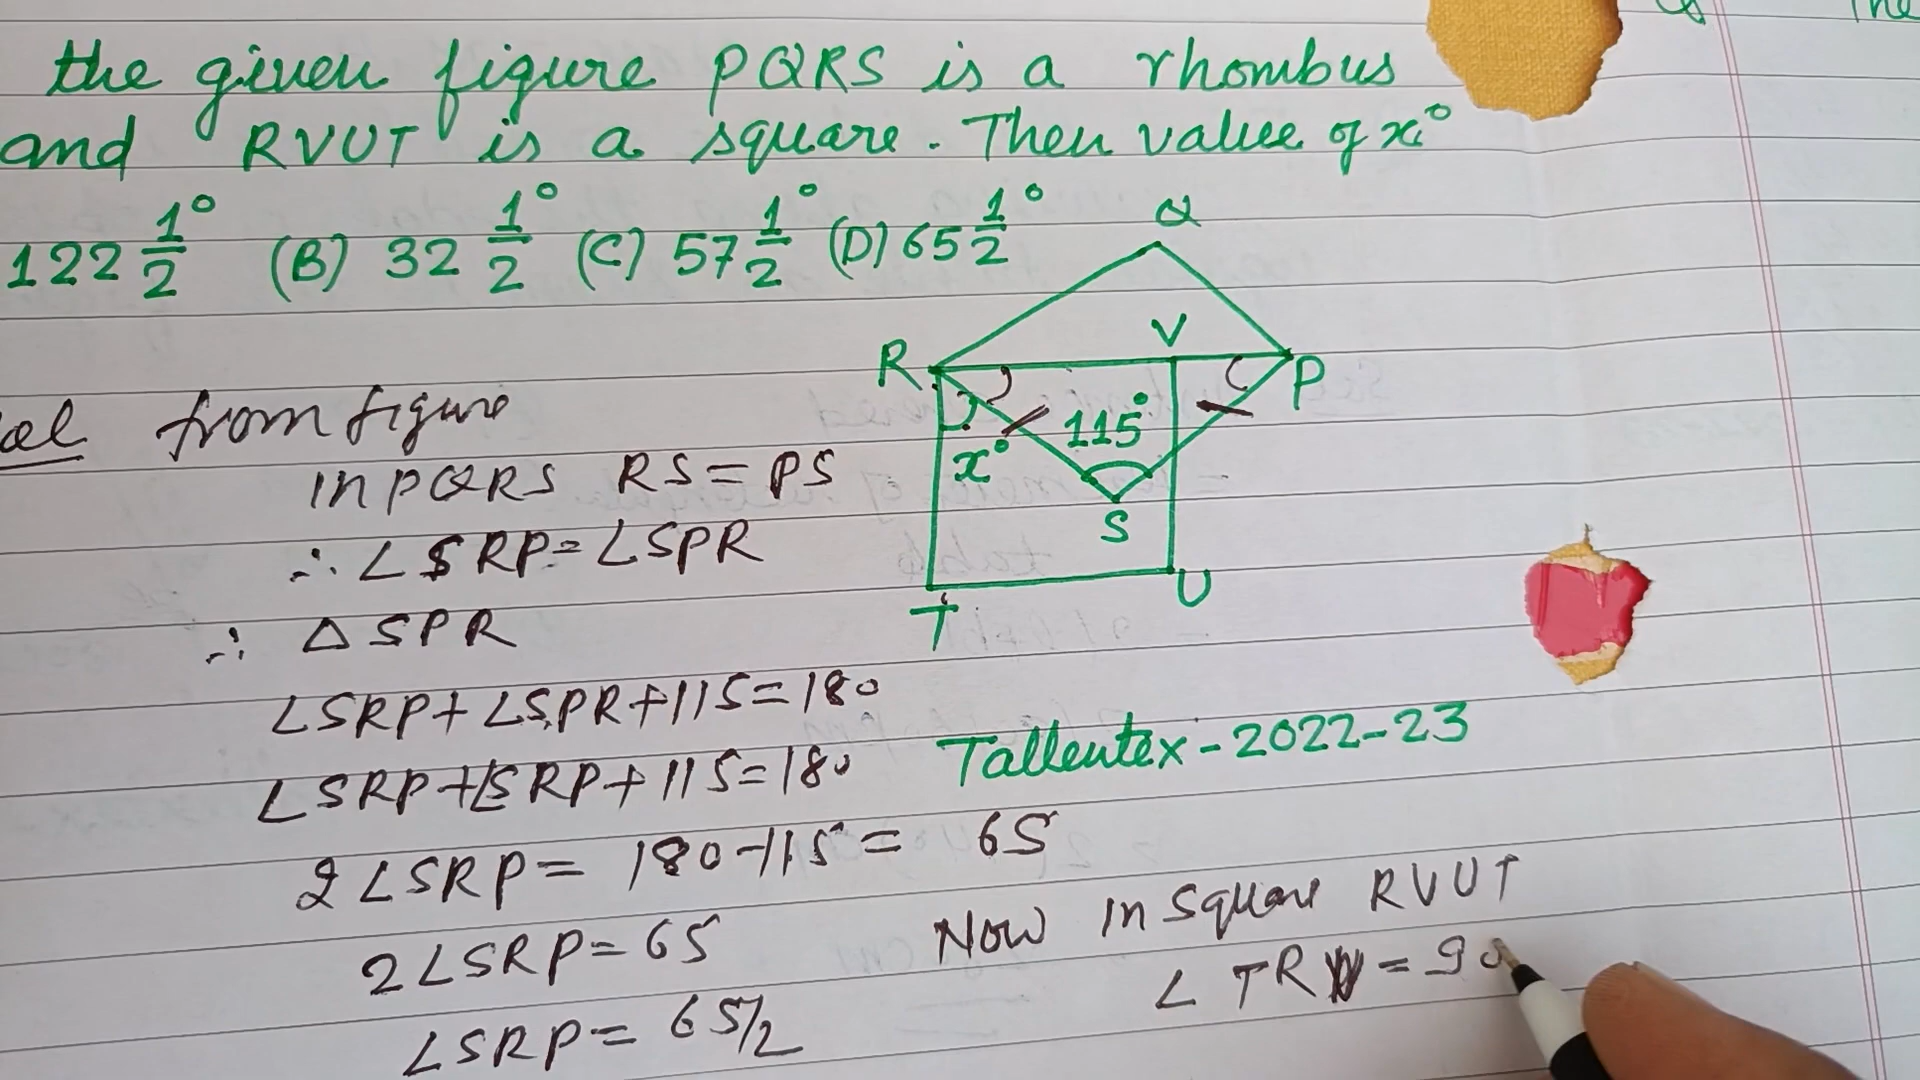 the given figure PQRS is a rhombus
and RVUT is a square. Then value of x°
122 1/2° (B) 32 1/2° (C) 57 1/2° (D) 65 1/2°
Q
V
R
P
115°
x°
S
T
U
from figure
In PQRS RS = PS
∴ ∠SRP = ∠SPR
∴ △SPR
∠SRP + ∠SPR + 115 = 180
∠SRP + ∠SRP + 115 = 180
Tallentex - 2022-23
2∠SRP = 180 - 115 = 65
2∠SRP = 65
∠SRP = 65/2
Now in square RVUT
∠TRV = 90
The